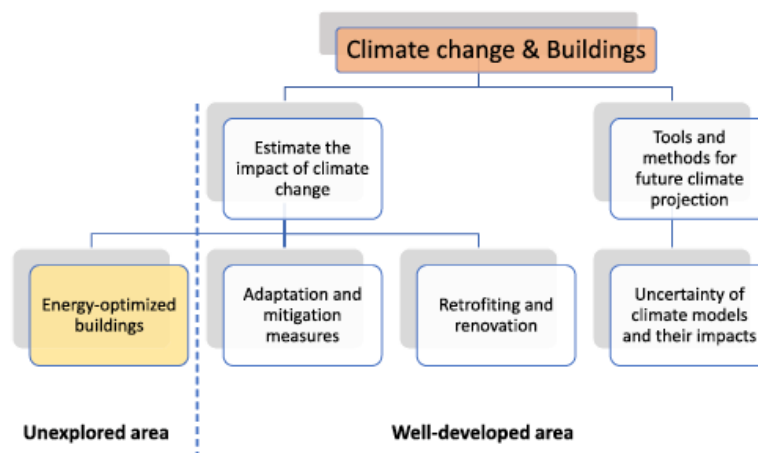 Climate change & Buildings
Estimate the
impact of climate
change
Tools and
methods for
future climate
projection
Energy-optimized
buildings
Adaptation and
mitigation
measures
Retrofiting and
renovation
Uncertainty of
climate models
and their impacts
Unexplored area
Well-developed area